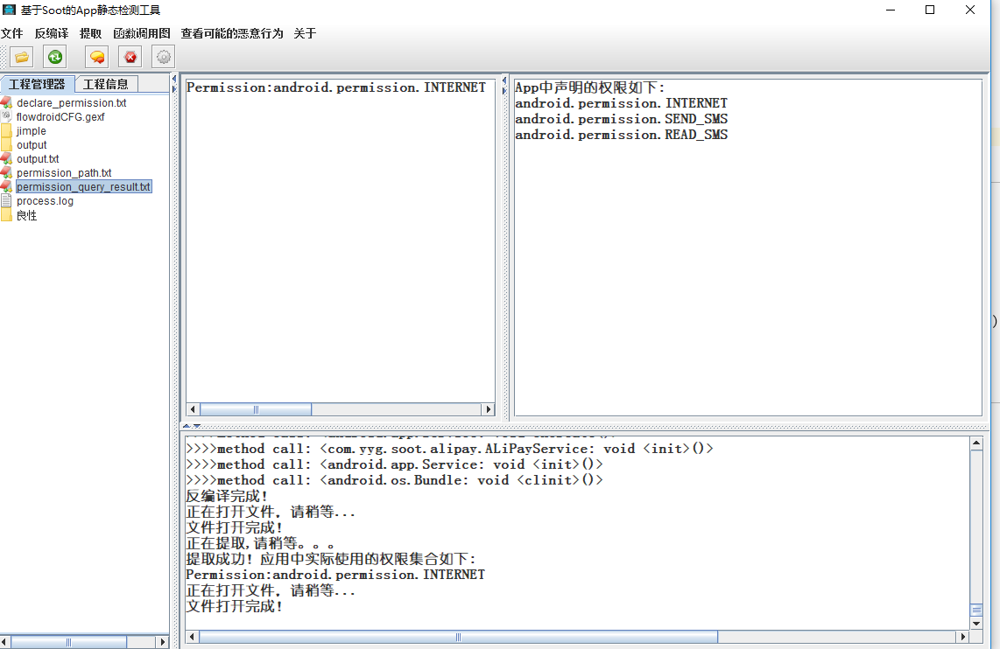 基于Soot的App静态检测工具
文件 反编译 提取 函数调用图 查看可能的恶意行为 关于
工程管理器 工程信息
declare_permission.txt
flowdroidCFG.gexf
jimple
output
output.txt
permission_path.txt
permission_query_result.txt
process.log
良性
Permission:android.permission.INTERNET
App中声明的权限如下:
android.permission.INTERNET
android.permission.SEND_SMS
android.permission.READ_SMS
>>>>method call: <com.yyg.soot.alipay.ALiPayService: void <init>()>
>>>>method call: <android.app.Service: void <init>()>
>>>>method call: <android.os.Bundle: void <clinit>()>
反编译完成!
正在打开文件, 请稍等...
文件打开完成!
正在提取,请稍等。。。
提取成功! 应用中实际使用的权限集合如下:
Permission:android.permission.INTERNET
正在打开文件, 请稍等...
文件打开完成!
)